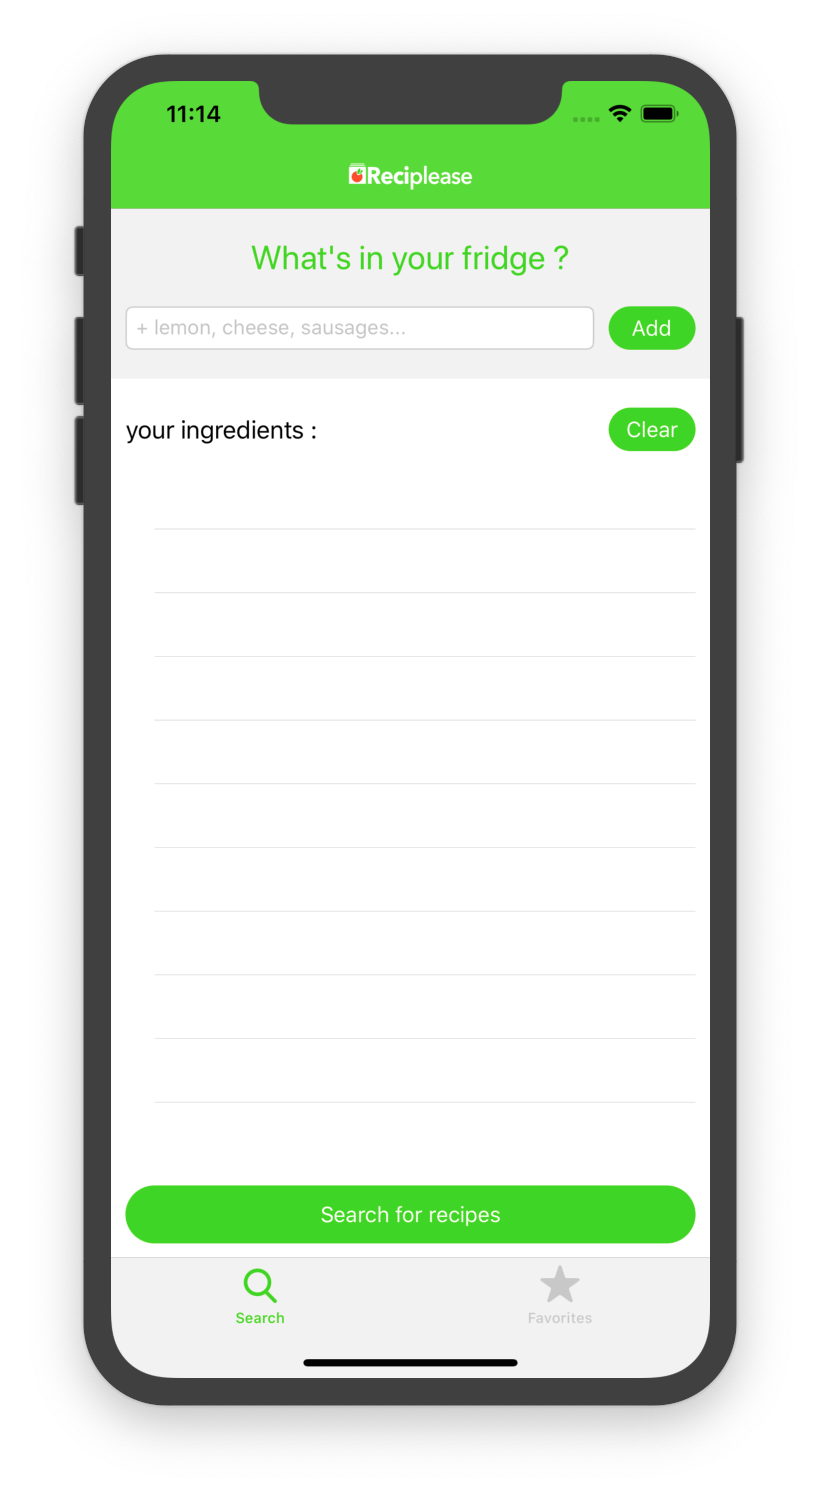 11:14
Reciplease
What's in your fridge ?
+ lemon, cheese, sausages...
Add
your ingredients :
Clear
Search for recipes
Search
Favorites